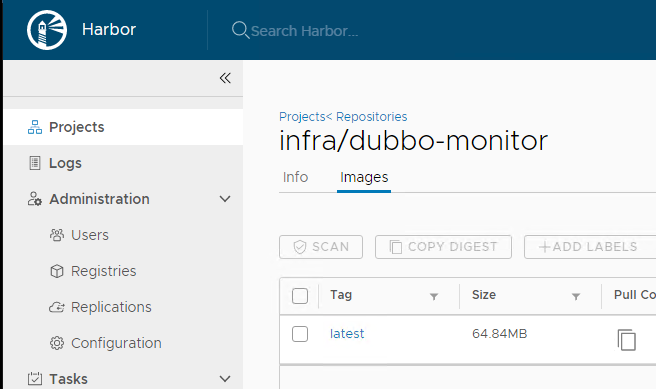 Harbor
Search Harbor...
Projects
Logs
Administration
Users
Registries
Replications
Configuration
Tasks
Projects< Repositories
infra/dubbo-monitor
Info Images
SCAN COPY DIGEST ADD LABELS
Tag Size Pull Co
latest 64.84MB